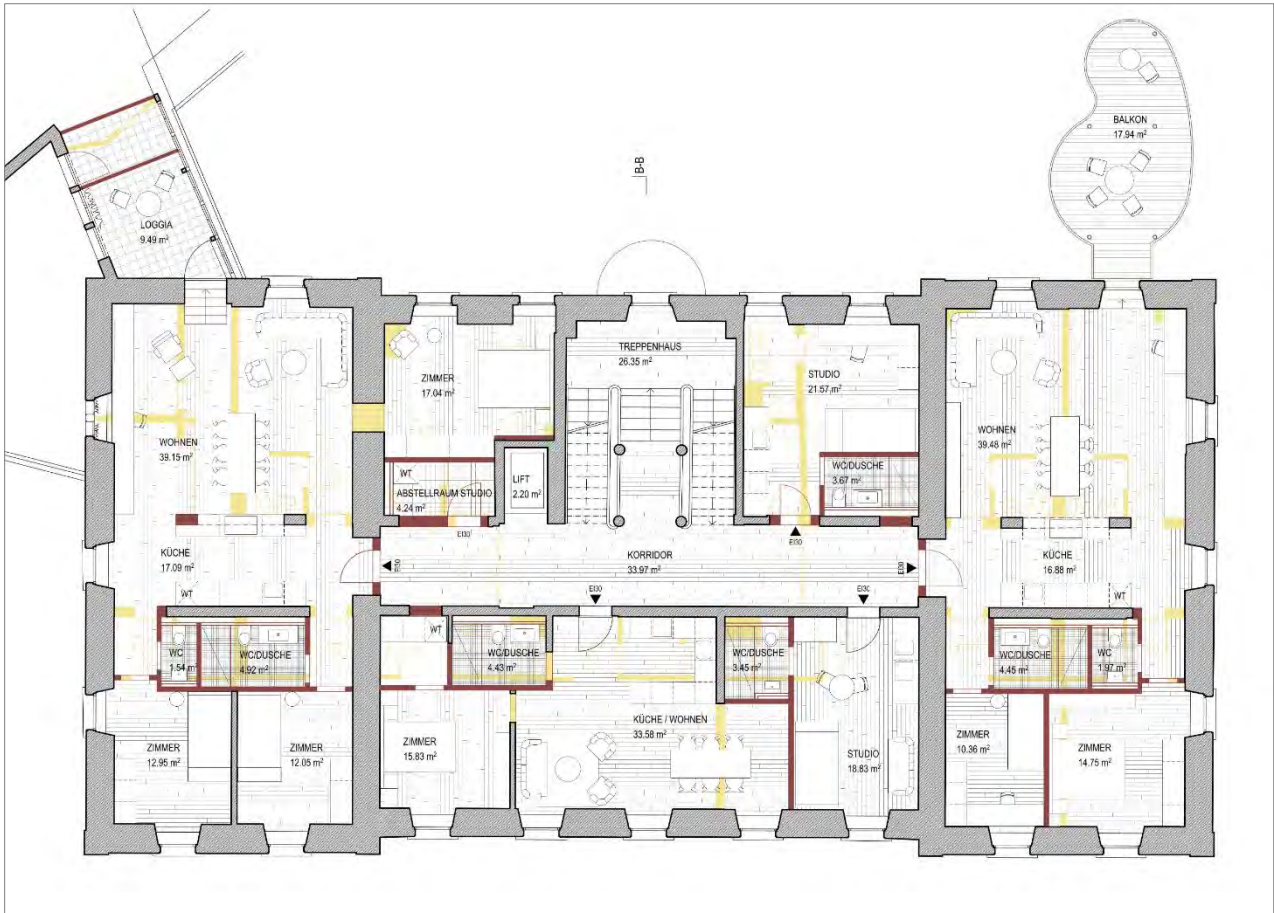 BALKON
17.94 m²
B-B
LOGGIA
9.49 m²
TREPPENHAUS
26.35 m²
ZIMMER
17.04 m²
STUDIO
21.57 m²
WOHNEN
39.15 m²
WOHNEN
39.48 m²
WT
ABSTELLRAUM STUDIO
4.24 m²
LIFT
2.20 m²
WC/DUSCHE
3.67 m²
EI30
EI30
KÜCHE
17.09 m²
WT
EI30
KORRIDOR
33.97 m²
EI30
KÜCHE
16.88 m²
WT
EI30
EI30
WC
1.54 m²
WC/DUSCHE
4.92 m²
WT
WC/DUSCHE
4.43 m²
WC/DUSCHE
3.45 m²
WC/DUSCHE
4.45 m²
WC
1.97 m²
ZIMMER
12.95 m²
ZIMMER
12.05 m²
ZIMMER
15.83 m²
KÜCHE / WOHNEN
33.58 m²
STUDIO
18.83 m²
ZIMMER
10.36 m²
ZIMMER
14.75 m²